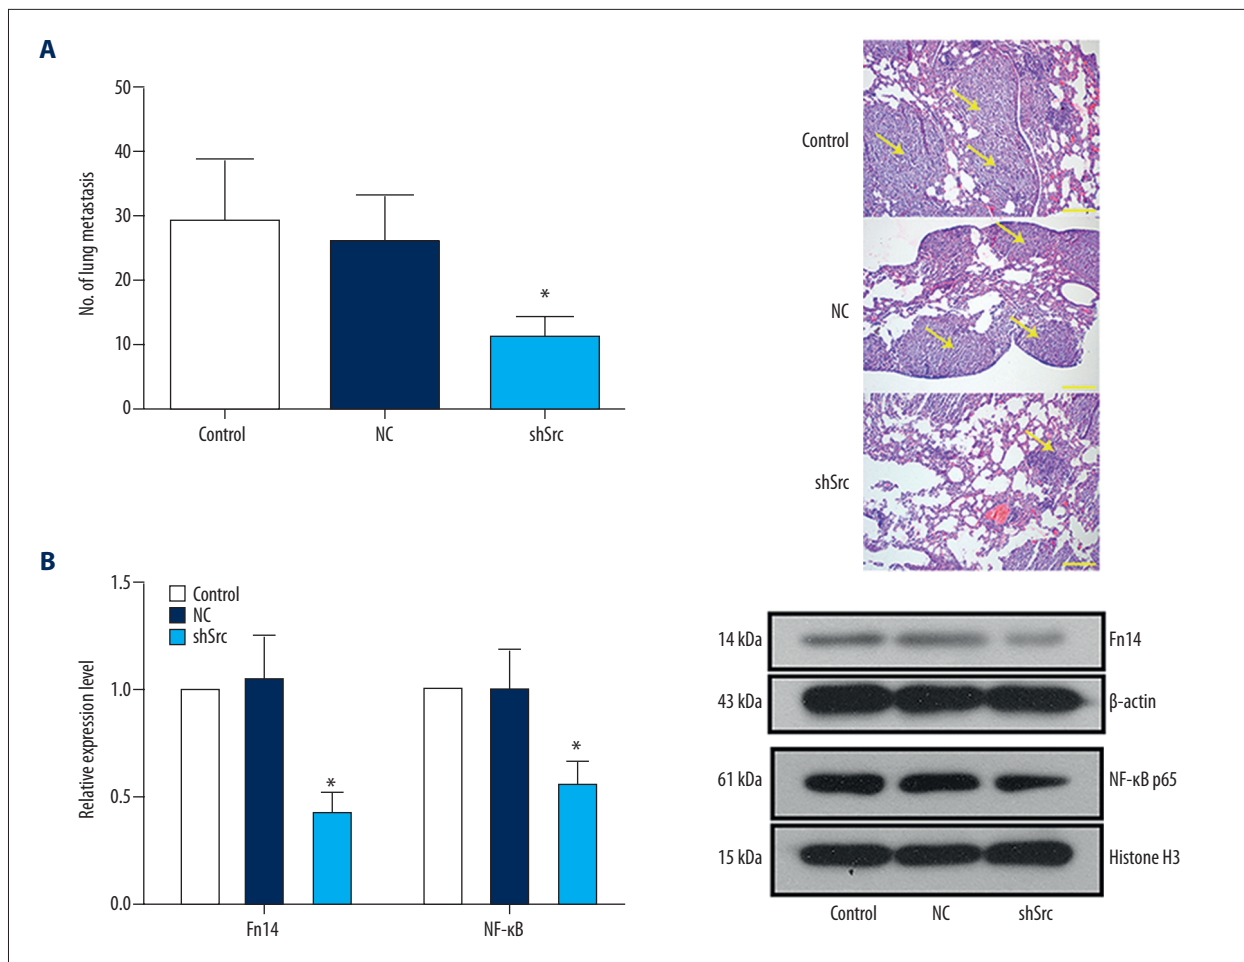 A
50
40
30
20
10
0
No. of lung metastasis
*
Control
NC
shSrc
Control
NC
shSrc
B
1.5
1.0
0.5
0.0
Relative expression level
Control
NC
shSrc
*
*
Fn14
NF-κB
14 kDa
Fn14
43 kDa
β-actin
61 kDa
NF-κB p65
15 kDa
Histone H3
Control
NC
shSrc